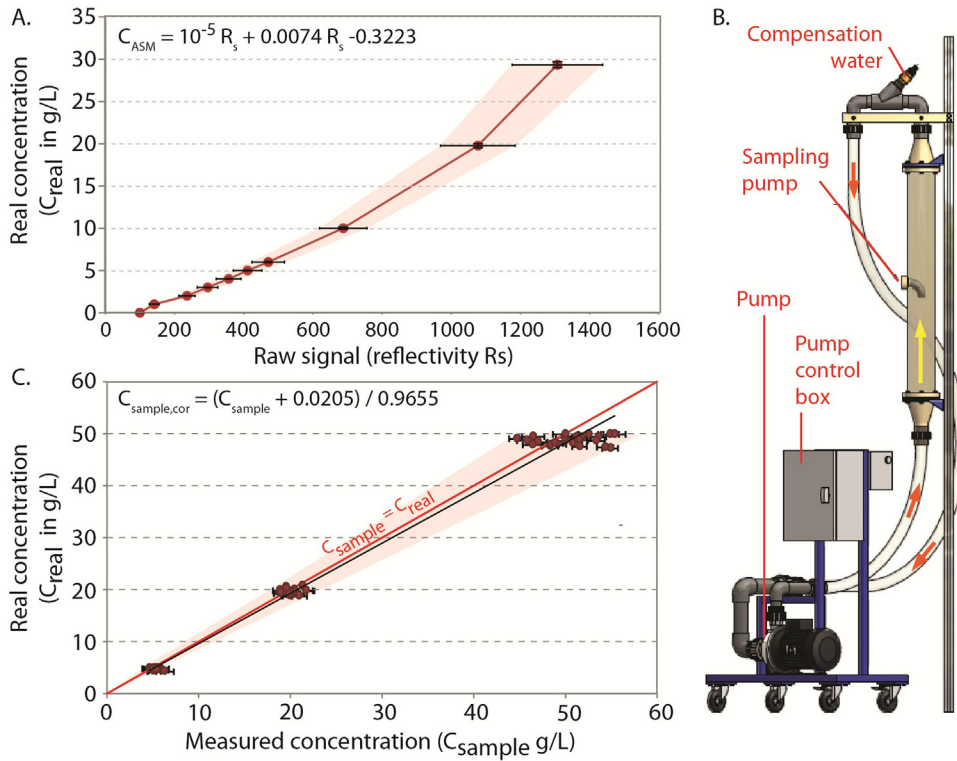 A.
C_ASM = 10⁻⁵ R_s + 0.0074 R_s -0.3223
Real concentration
(C_real in g/L)
35
30
25
20
15
10
5
0
0
200
400
600
800
1000
1200
1400
1600
Raw signal (reflectivity Rs)
B.
Compensation
water
Sampling
pump
Pump
Pump
control
box
C.
C_sample,cor = (C_sample + 0.0205) / 0.9655
C_sample = C_real
Real concentration
(C_real in g/L)
60
50
40
30
20
10
0
0
10
20
30
40
50
60
Measured concentration (C_sample g/L)